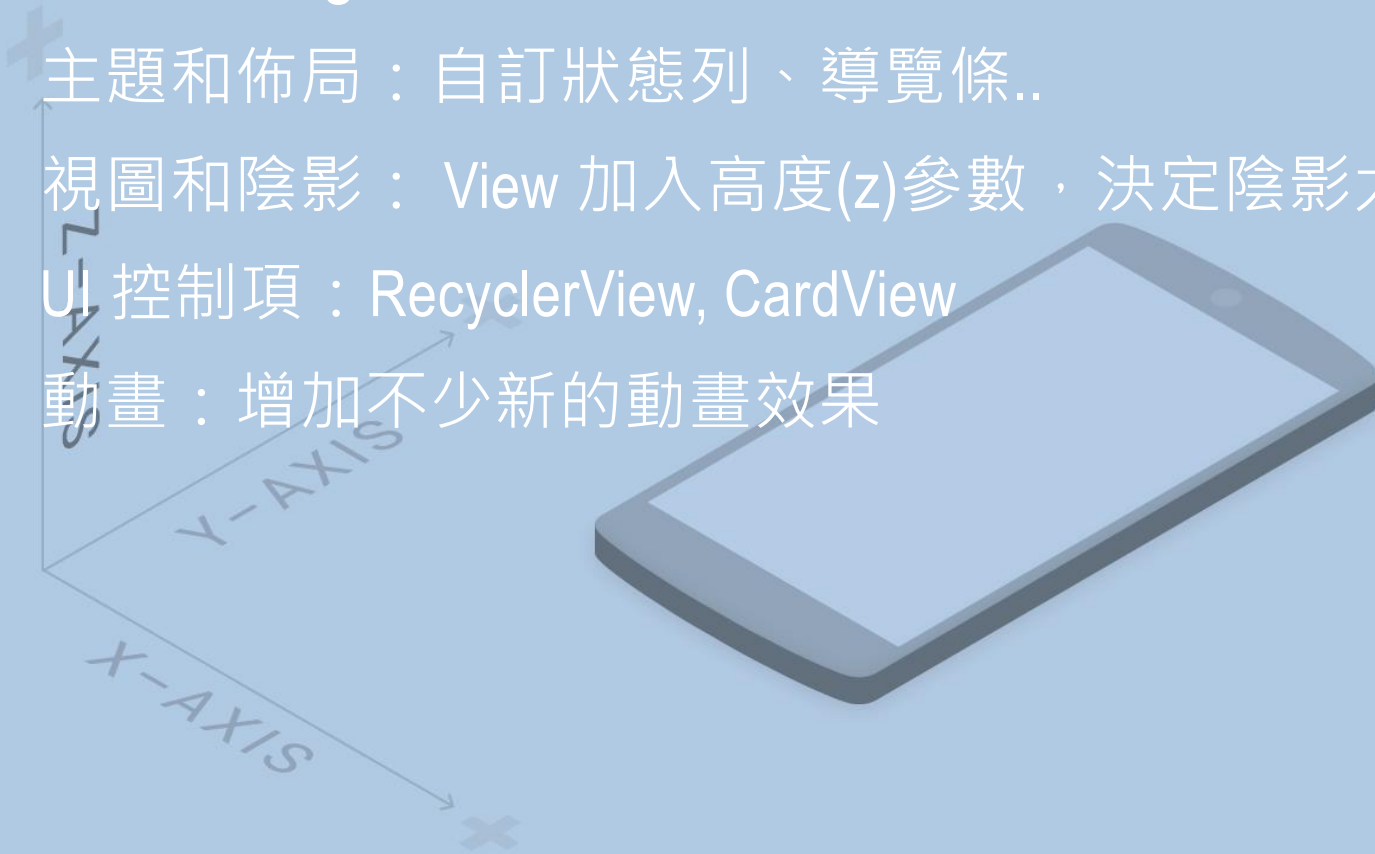 主題和佈局：自訂狀態列、導覽條..
視圖和陰影： View 加入高度(z)參數，決定陰影
UI 控制項：RecyclerView, CardView
動畫：增加不少新的動畫效果
Z-AXIS
Y-AXIS
X-AXIS